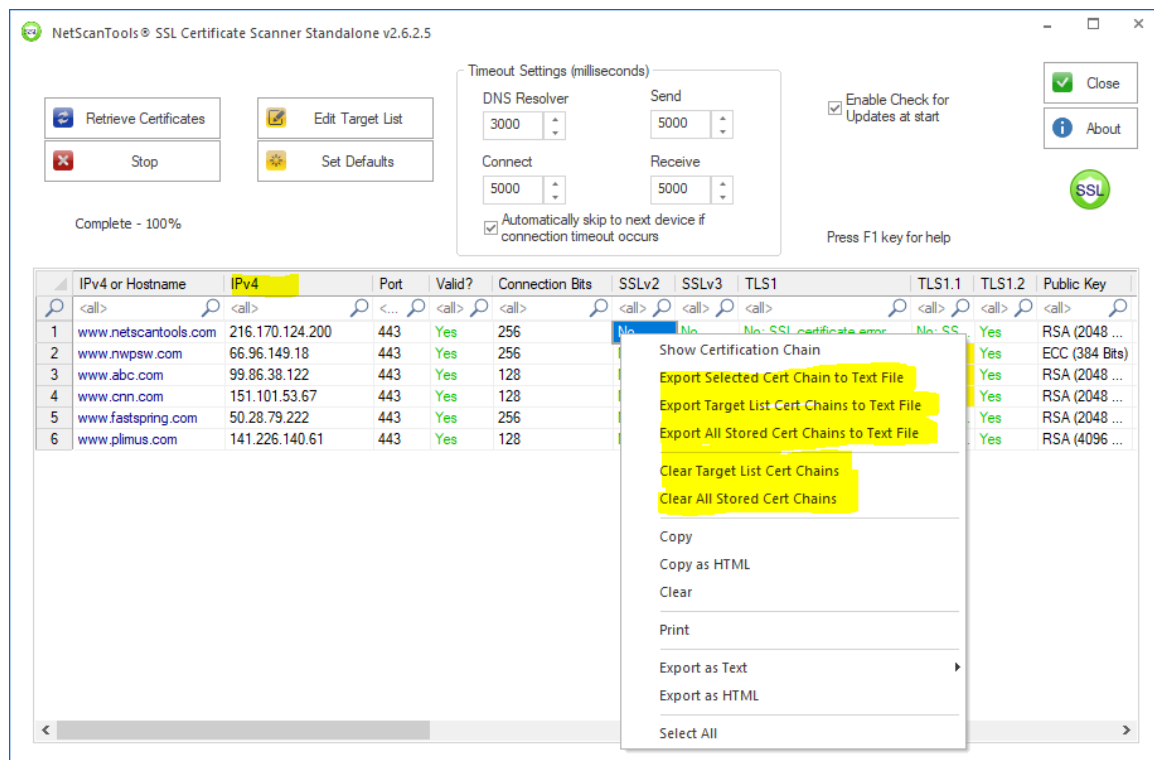 NetScanTools® SSL Certificate Scanner Standalone v2.6.2.5
Timeout Settings (milliseconds)
Retrieve Certificates
Edit Target List
Stop
Set Defaults
Complete - 100%
DNS Resolver
Send
3000
5000
Connect
Receive
5000
5000
Automatically skip to next device if
connection timeout occurs
Enable Check for
Updates at start
Close
About
SSL
Press F1 key for help
IPv4 or Hostname IPv4 Port Valid? Connection Bits SSLv2 SSLv3 TLS1 TLS1.1 TLS1.2 Public Key
<all> <all> <... <all> <all> <all> <all> <all> <all> <all> <all>
1 www.netscantools.com 216.170.124.200 443 Yes 256 No No No: SSL certificate error No: SS... Yes RSA (2048 ...
2 www.nwpsw.com 66.96.149.18 443 Yes 256 Yes ECC (384 Bits)
3 www.abc.com 99.86.38.122 443 Yes 128 Yes RSA (2048 ...
4 www.cnn.com 151.101.53.67 443 Yes 128 Yes RSA (2048 ...
5 www.fastspring.com 50.28.79.222 443 Yes 256 Yes RSA (2048 ...
6 www.plimus.com 141.226.140.61 443 Yes 128 Yes RSA (4096 ...
Show Certification Chain
Export Selected Cert Chain to Text File
Export Target List Cert Chains to Text File
Export All Stored Cert Chains to Text File
Clear Target List Cert Chains
Clear All Stored Cert Chains
Copy
Copy as HTML
Clear
Print
Export as Text
Export as HTML
Select All